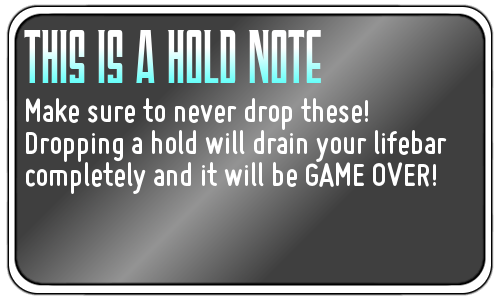 THIS IS A HOLD NOTE
Make sure to never drop these!
Dropping a hold will drain your lifebar
completely and it will be GAME OVER!